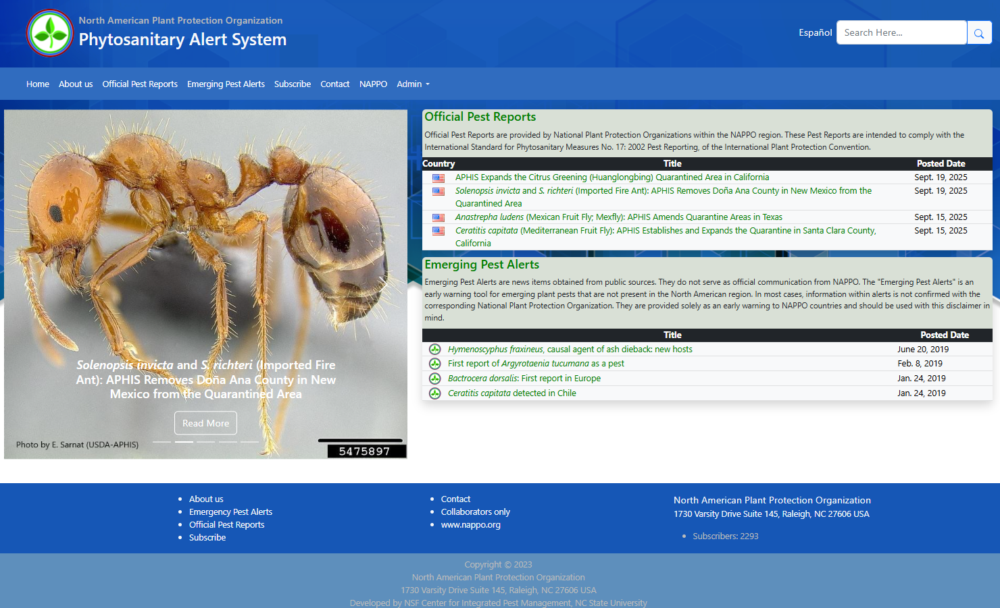 North American Plant Protection Organization
Phytosanitary Alert System
Español
Search Here...
Home About us Official Pest Reports Emerging Pest Alerts Subscribe Contact NAPPO Admin
Solenopsis invicta and S. richteri (Imported Fire
Ant): APHIS Removes Doña Ana County in New
Mexico from the Quarantined Area
Read More
Photo by E. Sarnat (USDA-APHIS)
5475897
Official Pest Reports
Official Pest Reports are provided by National Plant Protection Organizations within the NAPPO region. These Pest Reports are intended to comply with the
International Standard for Phytosanitary Measures No. 17: 2002 Pest Reporting, of the International Plant Protection Convention.
Country Title Posted Date
APHIS Expands the Citrus Greening (Huanglongbing) Quarantined Area in California Sept. 19, 2025
Solenopsis invicta and S. richteri (Imported Fire Ant): APHIS Removes Doña Ana County in New Mexico from the Sept. 19, 2025
Quarantined Area
Anastrepha ludens (Mexican Fruit Fly; Mexfly): APHIS Amends Quarantine Areas in Texas Sept. 15, 2025
Ceratitis capitata (Mediterranean Fruit Fly): APHIS Establishes and Expands the Quarantine in Santa Clara County, Sept. 15, 2025
California
Emerging Pest Alerts
Emerging Pest Alerts are news items obtained from public sources. They do not serve as official communication from NAPPO. The "Emerging Pest Alerts" is an
early warning tool for emerging plant pests that are not present in the North American region. In most cases, information within alerts is not confirmed with the
corresponding National Plant Protection Organization. They are provided solely as an early warning to NAPPO countries and should be used with this disclaimer in
mind.
Title Posted Date
Hymenoscyphus fraxineus, causal agent of ash dieback: new hosts June 20, 2019
First report of Argyrotaenia tucumana as a pest Feb. 8, 2019
Bactrocera dorsalis: First report in Europe Jan. 24, 2019
Ceratitis capitata detected in Chile Jan. 24, 2019
About us
Emergency Pest Alerts
Official Pest Reports
Subscribe
Contact
Collaborators only
www.nappo.org
North American Plant Protection Organization
1730 Varsity Drive Suite 145, Raleigh, NC 27606 USA
Subscribers: 2293
Copyright © 2023
North American Plant Protection Organization
1730 Varsity Drive Suite 145, Raleigh, NC 27606 USA
Developed by NSF Center for Integrated Pest Management, NC State University